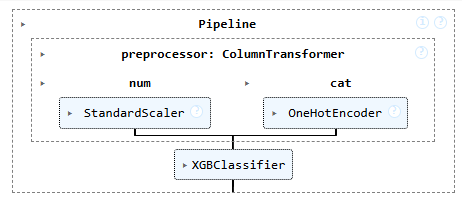 ▸ Pipeline i ?
▸ preprocessor: ColumnTransformer ?
▸ num ▸ cat
▸ StandardScaler ? ▸ OneHotEncoder ?
▸ XGBClassifier